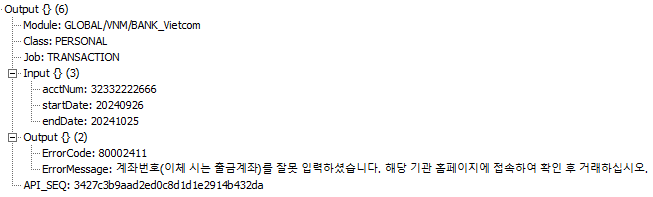 Output {} (6)
Module: GLOBAL/VNM/BANK_Vietcom
Class: PERSONAL
Job: TRANSACTION
Input {} (3)
acctNum: 32332222666
startDate: 20240926
endDate: 20241025
Output {} (2)
ErrorCode: 80002411
ErrorMessage: 계좌번호(이체 시는 출금계좌)를 잘못 입력하셨습니다. 해당 기관 홈페이지에 접속하여 확인 후 거래하십시오.
API_SEQ: 3427c3b9aad2ed0c8d1d1e2914b432da